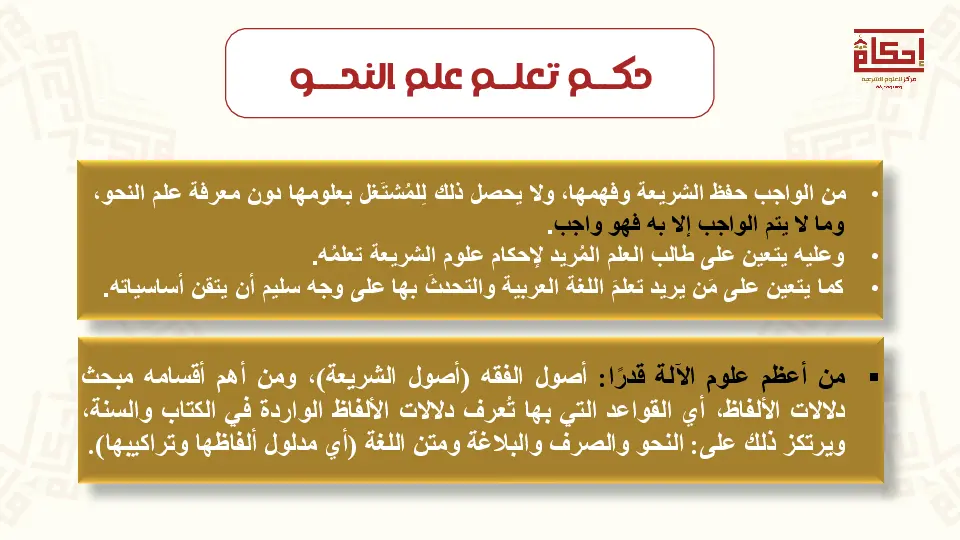 إحكام
مركز للعلوم الشرعية
حكـــم تعلـــم علم النحـــــو
• من الواجب حفظ الشريعة وفهمها، ولا يحصل ذلك لِلمُشتَغل بعلومها دون معرفة علم النحو،
وما لا يتم الواجب إلا به فهو واجب.
• وعليه يتعين على طالب العلم المُريد لإحكام علوم الشريعة تعلمُه.
• كما يتعين على مَن يريد تعلمَ اللغة العربية والتحدثَ بها على وجه سليم أن يتقن أساسياته.
▪ من أعظم علوم الآلة قدرًا: أصول الفقه (أصول الشريعة)، ومن أهم أقسامه مبحث
دلالات الألفاظ، أي القواعد التي بها تُعرف دلالات الألفاظ الواردة في الكتاب والسنة،
ويرتكز ذلك على: النحو والصرف والبلاغة ومتن اللغة (أي مدلول ألفاظها وتراكيبها).